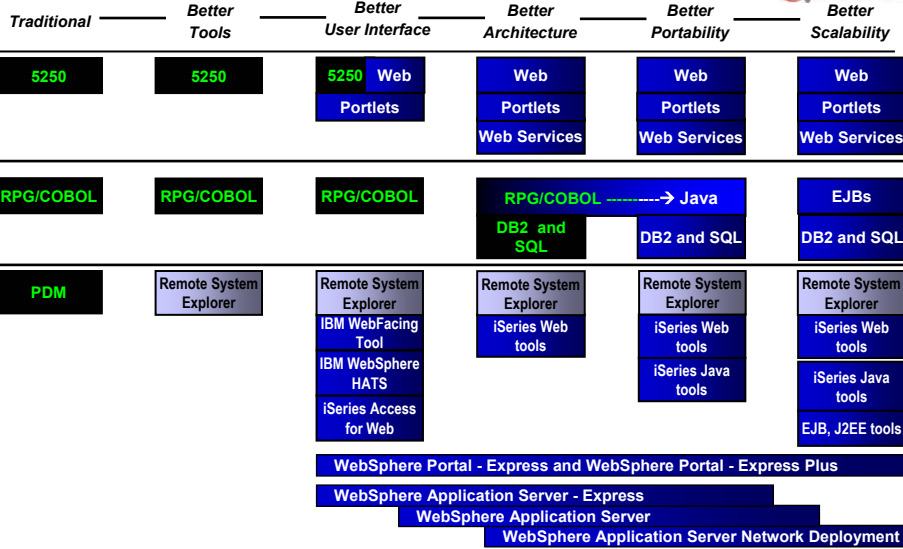 Traditional
Better
Tools
Better
User Interface
Better
Architecture
Better
Portability
Better
Scalability
5250
5250
5250 Web
Web
Web
Web
Portlets
Portlets
Portlets
Portlets
Web Services
Web Services
Web Services
RPG/COBOL
RPG/COBOL
RPG/COBOL
RPG/COBOL ----------→ Java
EJBs
DB2 and
SQL
DB2 and SQL
DB2 and SQL
PDM
Remote System
Explorer
Remote System
Explorer
Remote System
Explorer
Remote System
Explorer
Remote System
Explorer
IBM WebFacing
Tool
iSeries Web
tools
iSeries Web
tools
iSeries Web
tools
IBM WebSphere
HATS
iSeries Java
tools
iSeries Java
tools
iSeries Access
for Web
EJB, J2EE tools
WebSphere Portal - Express and WebSphere Portal - Express Plus
WebSphere Application Server - Express
WebSphere Application Server
WebSphere Application Server Network Deployment